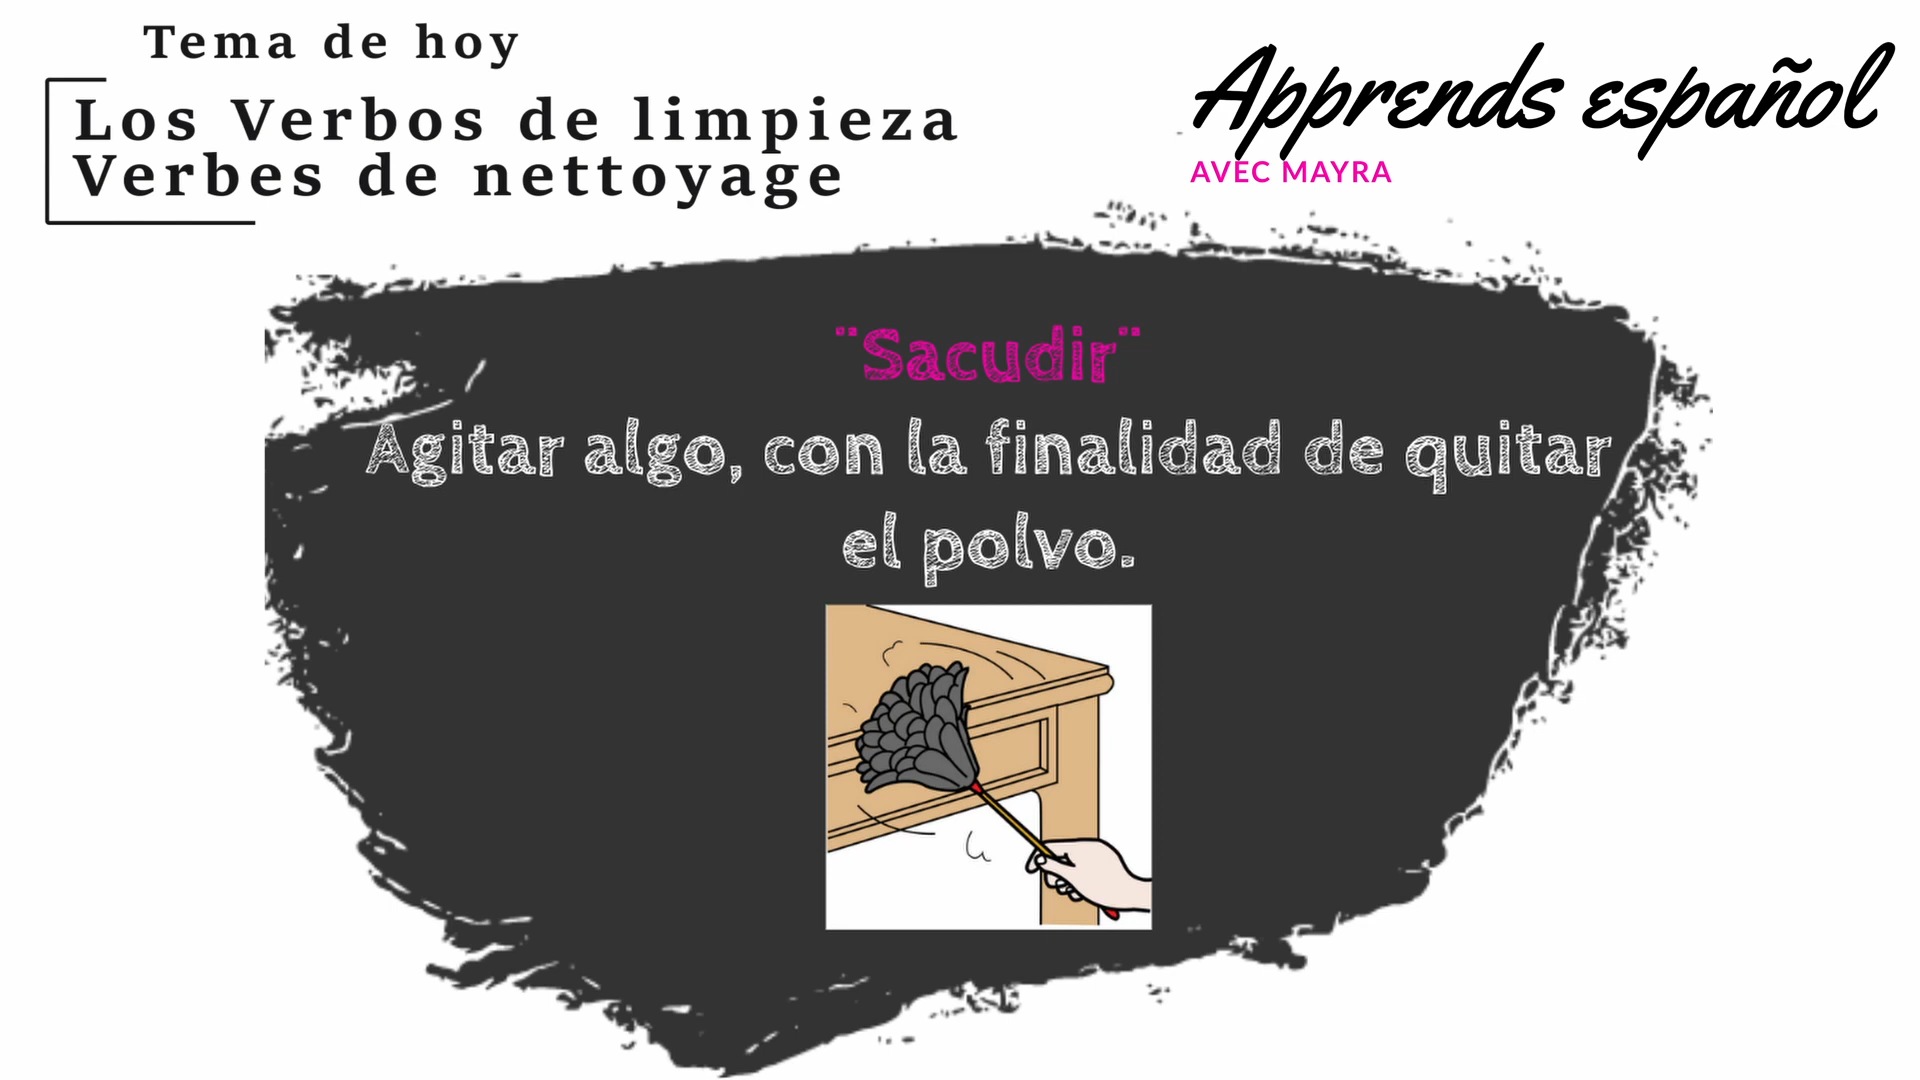 Tema de hoy
Los Verbos de limpieza
Verbes de nettoyage
Apprends español
AVEC MAYRA
¨Sacudir¨
Agitar algo, con la finalidad de quitar
el polvo.